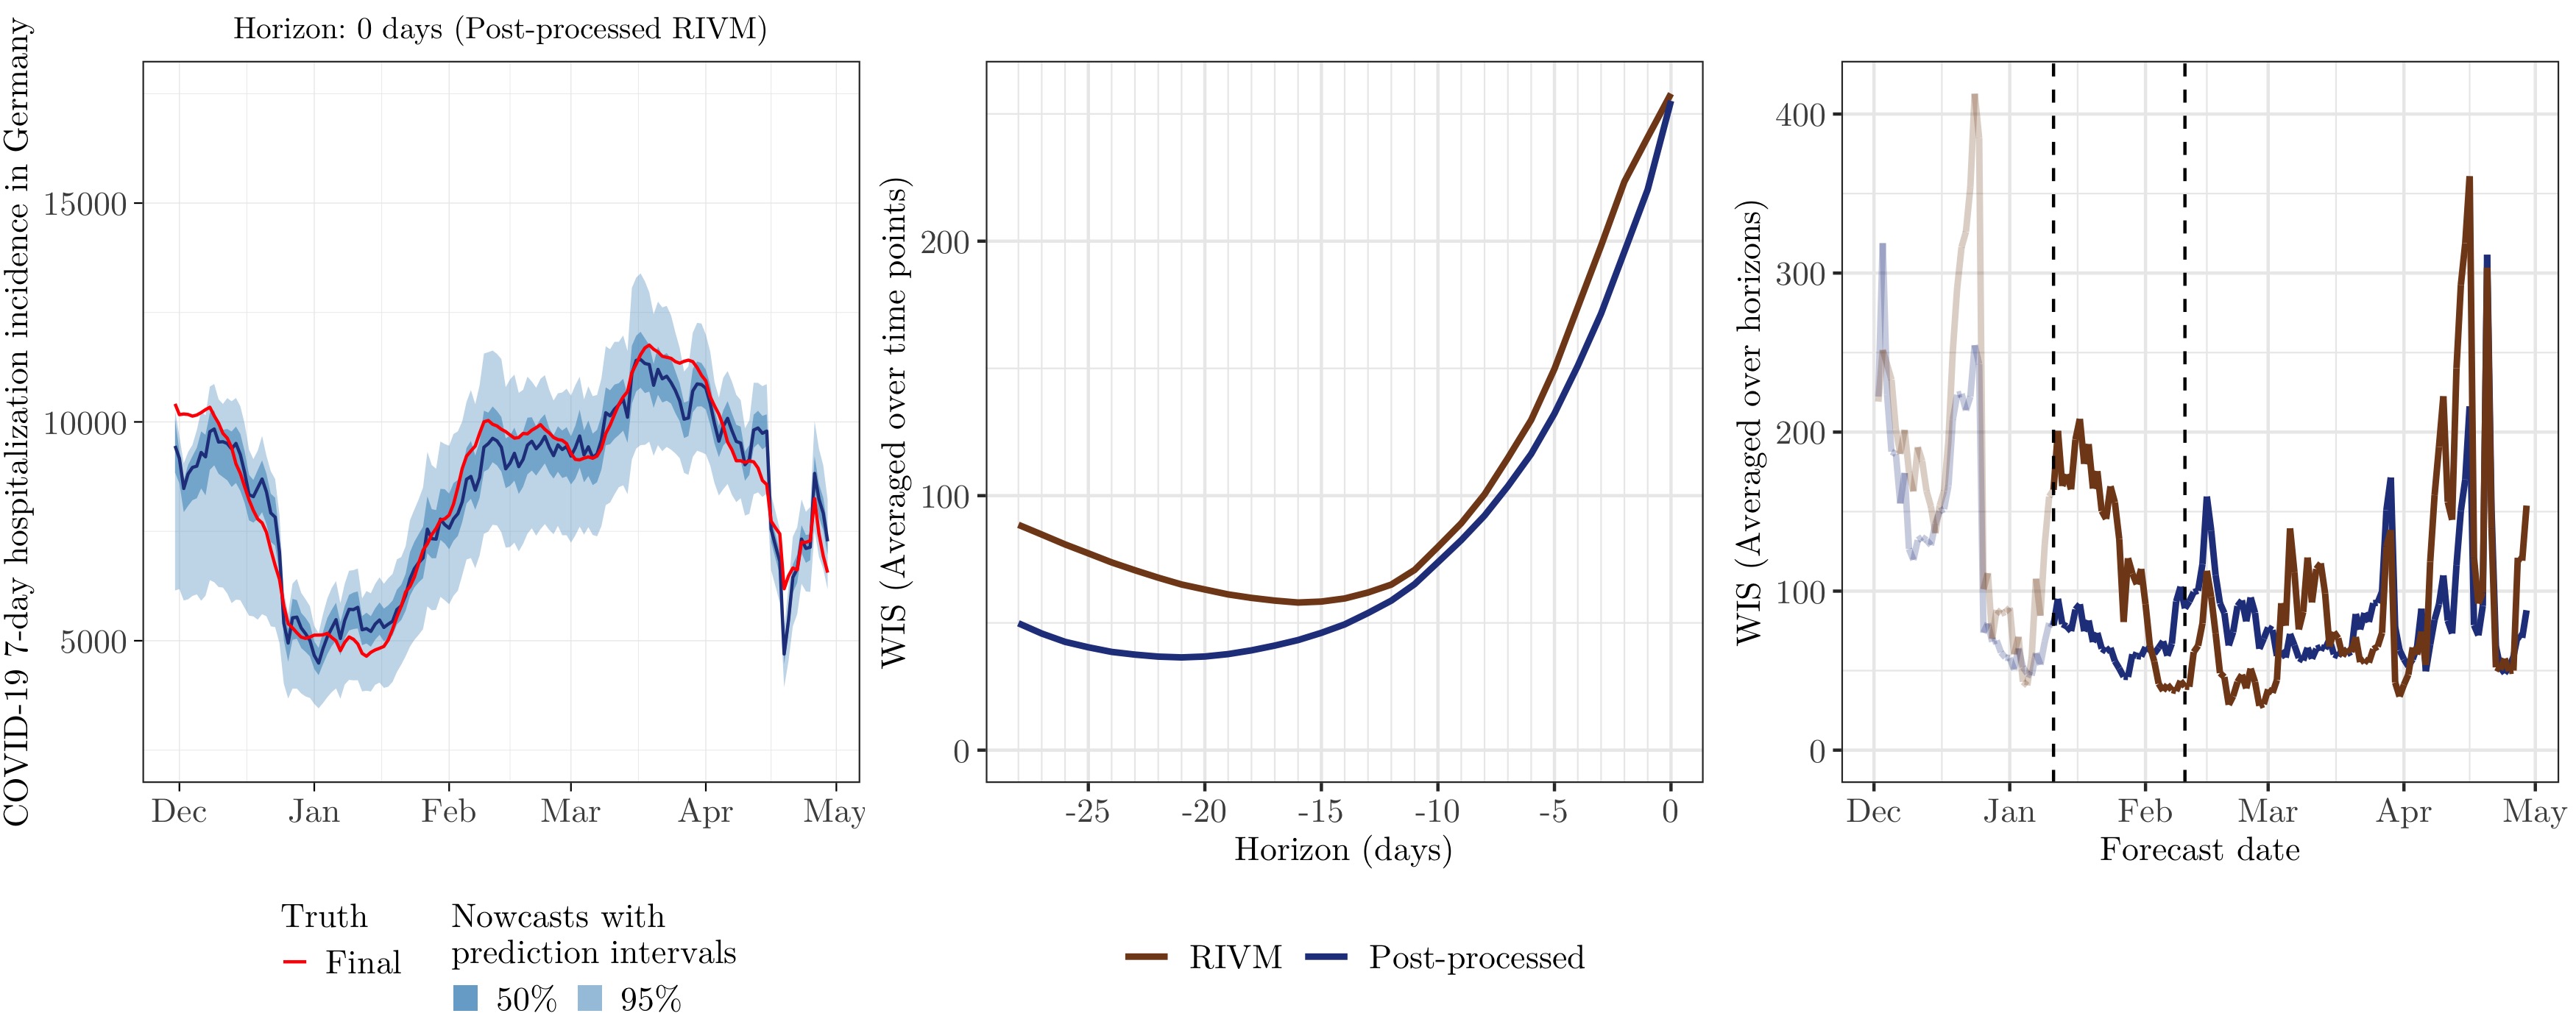 Horizon: 0 days (Post-processed RIVM)
COVID-19 7-day hospitalization incidence in Germany
15000
10000
5000
Dec Jan Feb Mar Apr May
Truth
Final
Nowcasts with
prediction intervals
50% 95%
WIS (Averaged over time points)
200
100
0
-25 -20 -15 -10 -5 0
Horizon (days)
RIVM Post-processed
WIS (Averaged over horizons)
400
300
200
100
0
Dec Jan Feb Mar Apr May
Forecast date